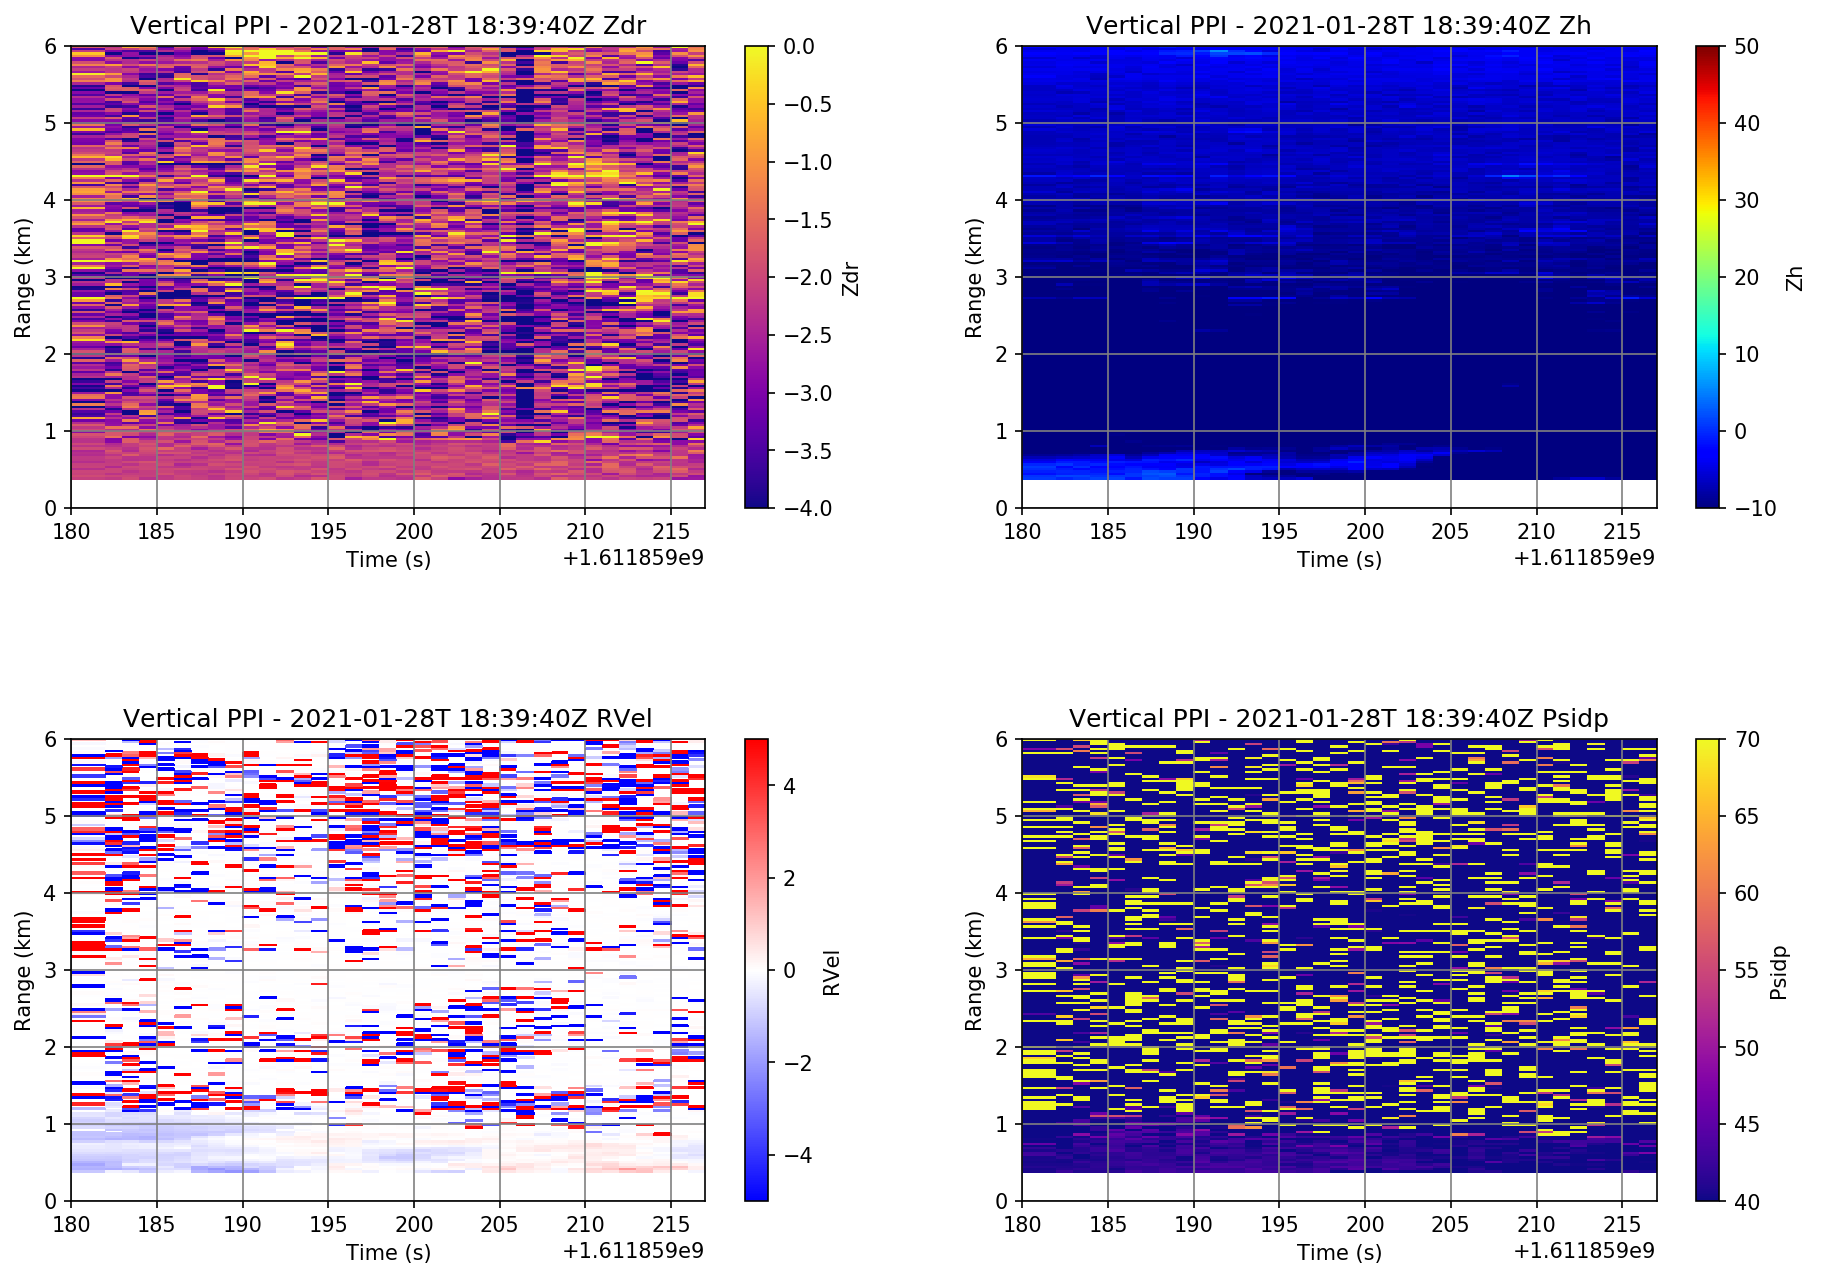 Vertical PPI - 2021-01-28T 18:39:40Z Zdr
6
5
4
3
2
1
0
Range (km)
180 185 190 195 200 205 210 215
Time (s)
+1.611859e9
0.0
−0.5
−1.0
−1.5
−2.0
−2.5
−3.0
−3.5
−4.0
Zdr
Vertical PPI - 2021-01-28T 18:39:40Z Zh
6
5
4
3
2
1
0
Range (km)
180 185 190 195 200 205 210 215
Time (s)
+1.611859e9
50
40
30
20
10
0
−10
Zh
Vertical PPI - 2021-01-28T 18:39:40Z RVel
6
5
4
3
2
1
0
Range (km)
180 185 190 195 200 205 210 215
Time (s)
+1.611859e9
4
2
0
−2
−4
RVel
Vertical PPI - 2021-01-28T 18:39:40Z Psidp
6
5
4
3
2
1
0
Range (km)
180 185 190 195 200 205 210 215
Time (s)
+1.611859e9
70
65
60
55
50
45
40
Psidp